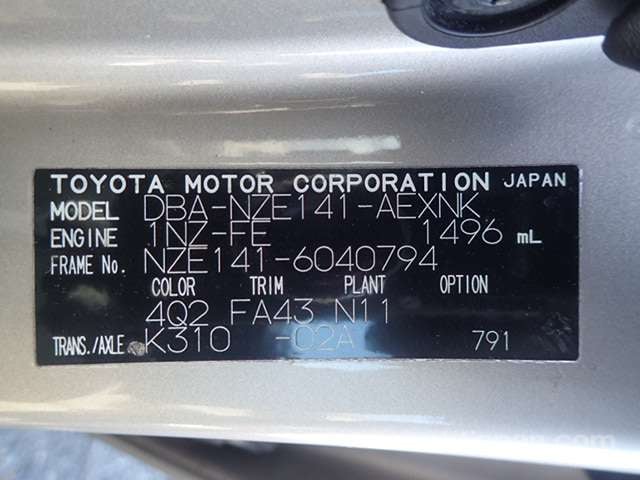 TOYOTA MOTOR CORPORATION JAPAN
MODEL DBA-NZE141-AEXNK
ENGINE 1NZ-FE 1496 mL
FRAME No. NZE141-6040794
COLOR TRIM PLANT OPTION
4Q2 FA43 N11
TRANS./AXLE K310 -02A 791